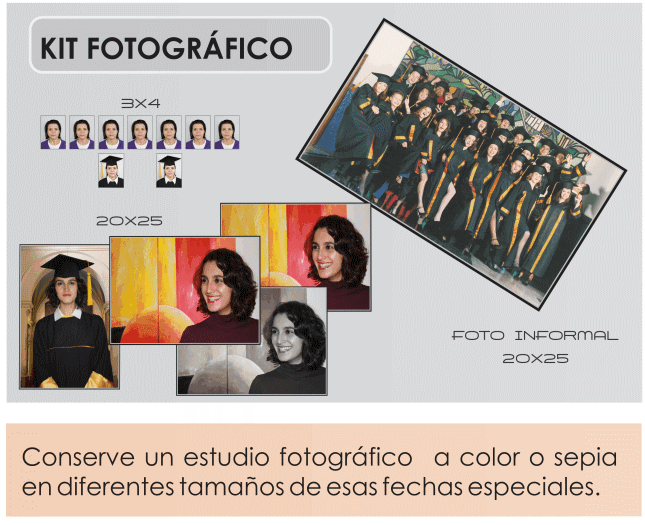 KIT FOTOGRÁFICO
3X4
20X25
FOTO INFORMAL
20X25
Conserve un estudio fotográfico a color o sepia
en diferentes tamaños de esas fechas especiales.